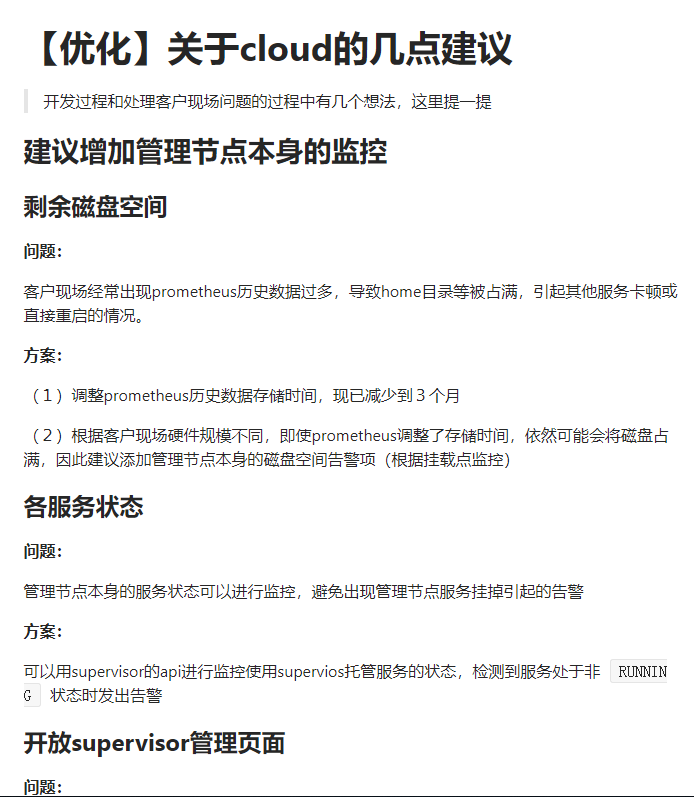 【优化】关于cloud的几点建议
开发过程和处理客户现场问题的过程中有几个想法，这里提一提
建议增加管理节点本身的监控
剩余磁盘空间
问题：
客户现场经常出现prometheus历史数据过多，导致home目录等被占满，引起其他服务卡顿或
直接重启的情况。
方案：
（１）调整prometheus历史数据存储时间，现已减少到３个月
（２）根据客户现场硬件规模不同，即使prometheus调整了存储时间，依然可能会将磁盘占
满，因此建议添加管理节点本身的磁盘空间告警项（根据挂载点监控）
各服务状态
问题：
管理节点本身的服务状态可以进行监控，避免出现管理节点服务挂掉引起的告警
方案：
可以用supervisor的api进行监控使用supervios托管服务的状态，检测到服务处于非 RUNNIN
G 状态时发出告警
开放supervisor管理页面
问题：